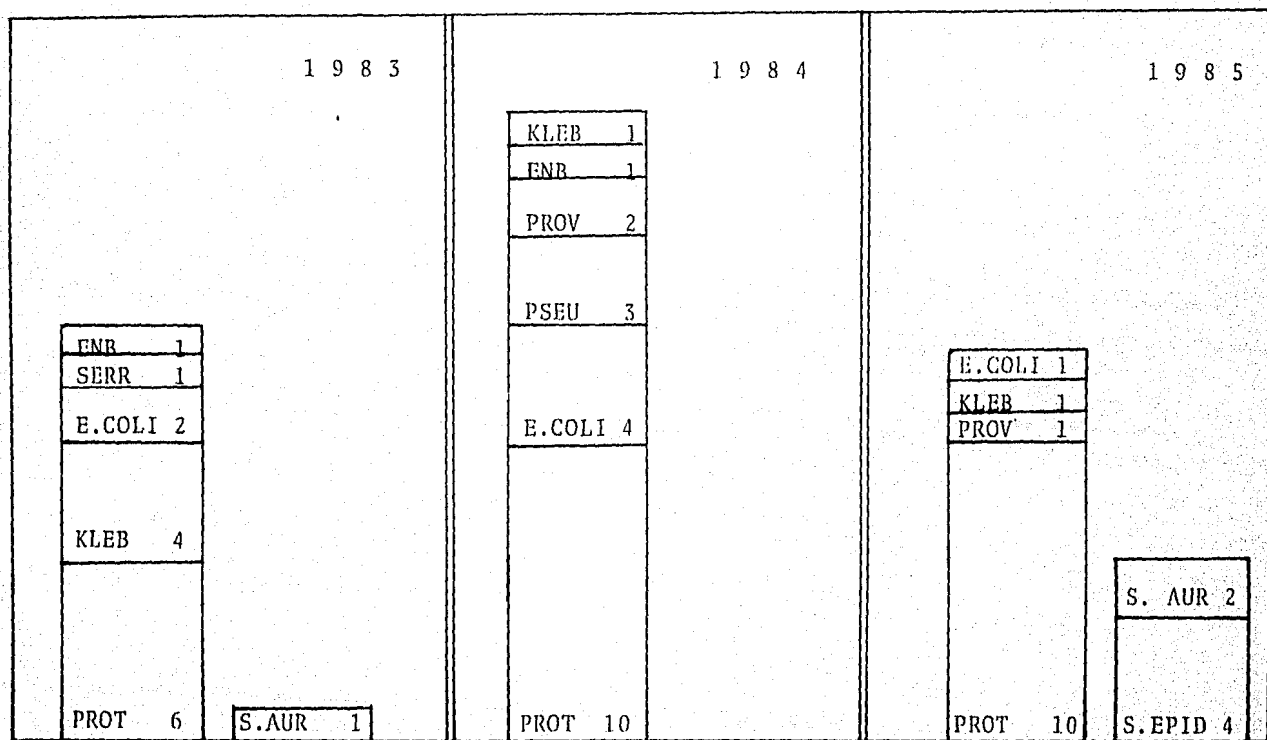 1 9 8 3
ENB 1
SERR 1
E.COLI 2
KLEB 4
PROT 6
S.AUR 1
1 9 8 4
KLEB 1
ENB 1
PROV 2
PSEU 3
E.COLI 4
PROT 10
1 9 8 5
E.COLI 1
KLEB 1
PROV 1
PROT 10
S. AUR 2
S.EPID 4